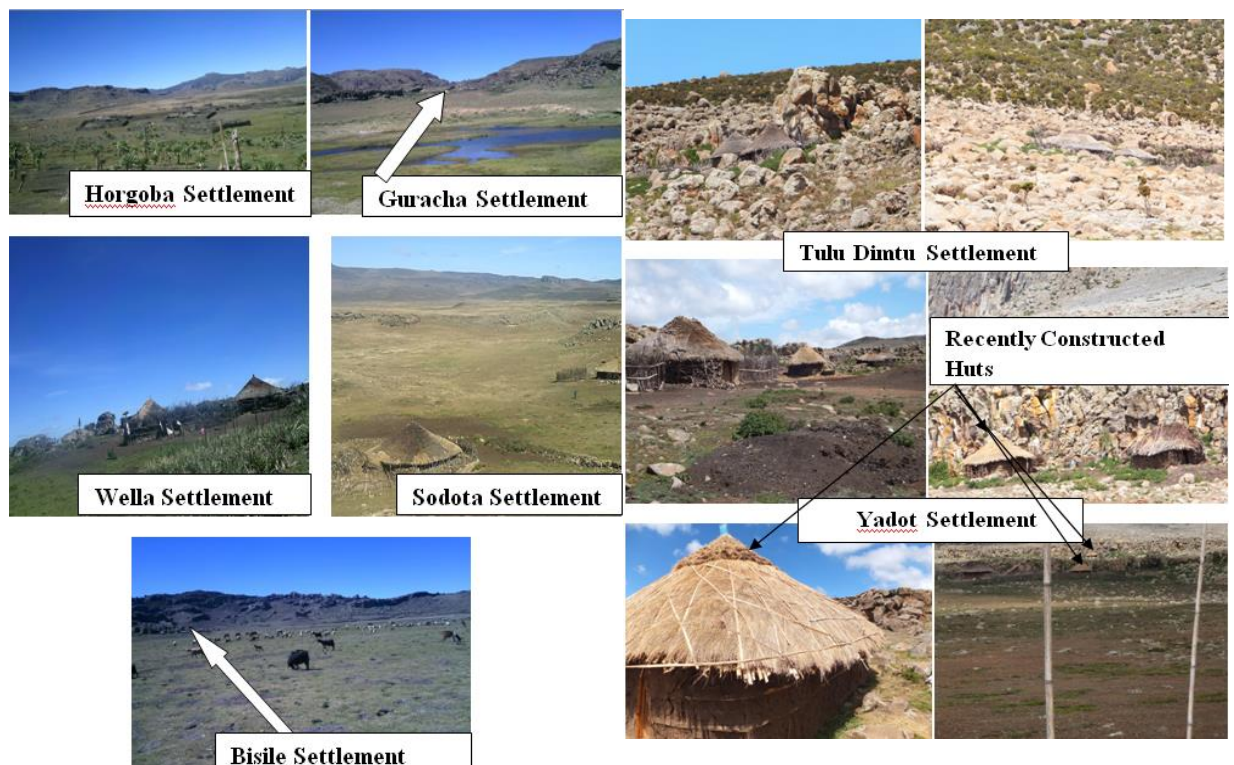 Horgoba Settlement
Guracha Settlement
Tulu Dimtu Settlement
Recently Constructed
Huts
Wella Settlement
Sodota Settlement
Yadot Settlement
Bisile Settlement